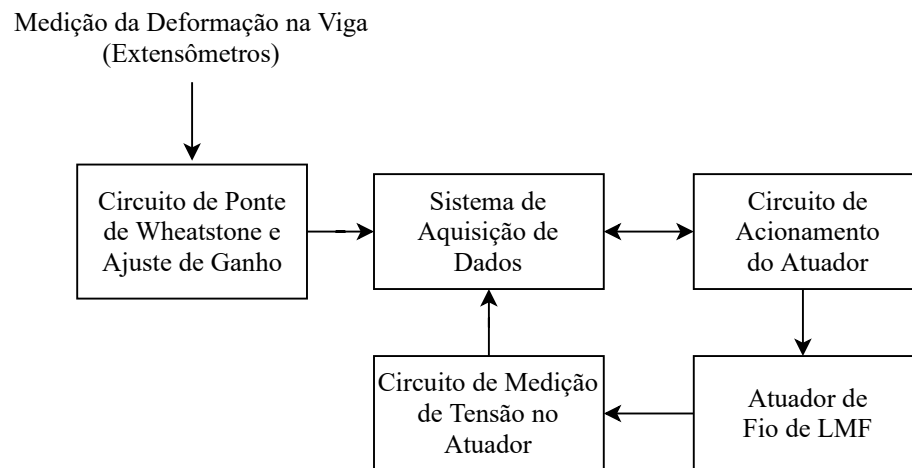 Medição da Deformação na Viga
(Extensômetros)
Circuito de Ponte
de Wheatstone e
Ajuste de Ganho
Sistema de
Aquisição de
Dados
Circuito de
Acionamento
do Atuador
Circuito de Medição
de Tensão no
Atuador
Atuador de
Fio de LMF